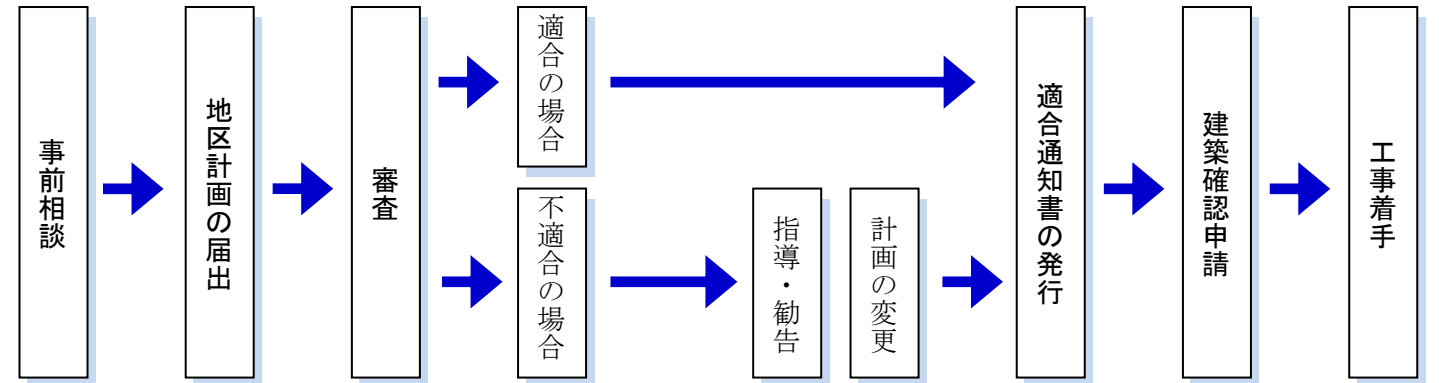 事前相談
地区計画の届出
審査
適合の場合
不適合の場合
指導・勧告
計画の変更
適合通知書の発行
建築確認申請
工事着手